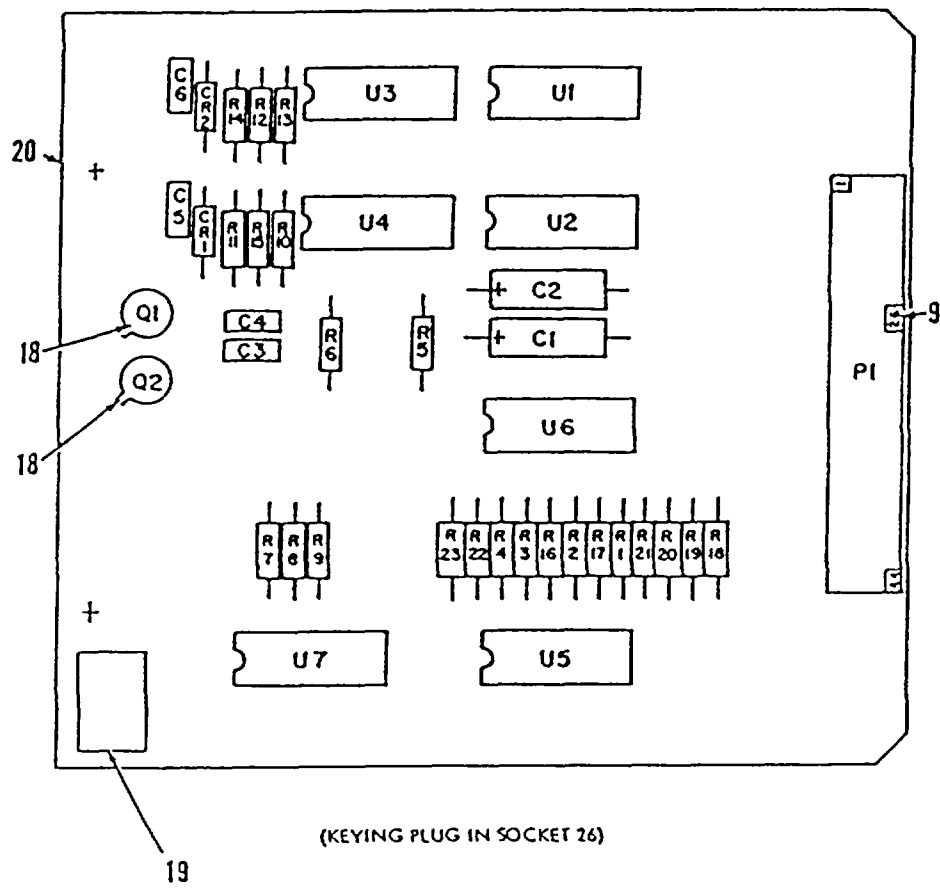 C6
CR2
R14
R12
R13
U3
U1
20
C5
CR1
R11
R15
R10
U4
U2
C2
C1
Q1
18
C4
C3
R6
R5
9
P1
Q2
18
U6
R7
R8
R9
R23
R22
R4
R3
R16
R2
R17
R1
R21
R20
R19
R18
U7
U5
(KEYING PLUG IN SOCKET 26)
19